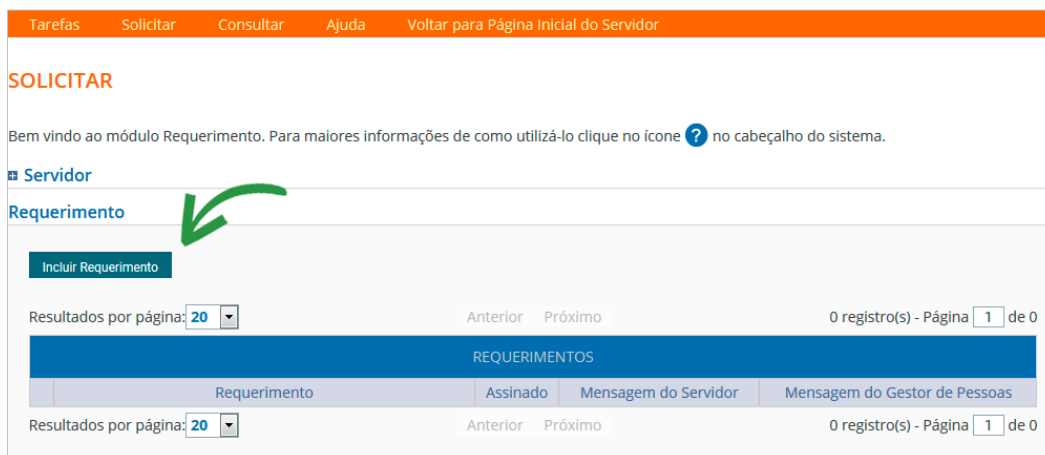 Tarefas Solicitar Consultar Ajuda Voltar para Página Inicial do Servidor
SOLICITAR
Bem vindo ao módulo Requerimento. Para maiores informações de como utilizá-lo clique no ícone ? no cabeçalho do sistema.
Servidor
Requerimento
Incluir Requerimento
Resultados por página: 20 Anterior Próximo 0 registro(s) - Página 1 de 0
REQUERIMENTOS
Requerimento Assinado Mensagem do Servidor Mensagem do Gestor de Pessoas
Resultados por página: 20 Anterior Próximo 0 registro(s) - Página 1 de 0